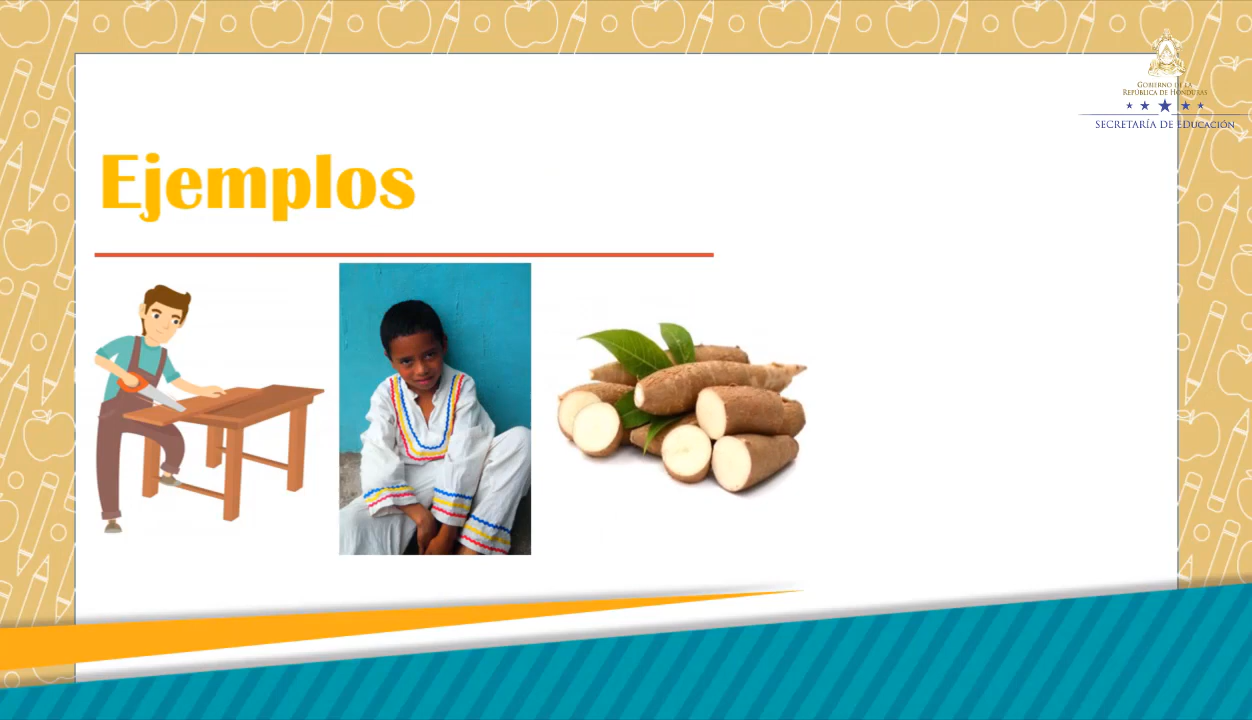 Ejemplos
GOBIERNO DE LA
REPÚBLICA DE HONDURAS
SECRETARÍA DE EDUCACIÓN